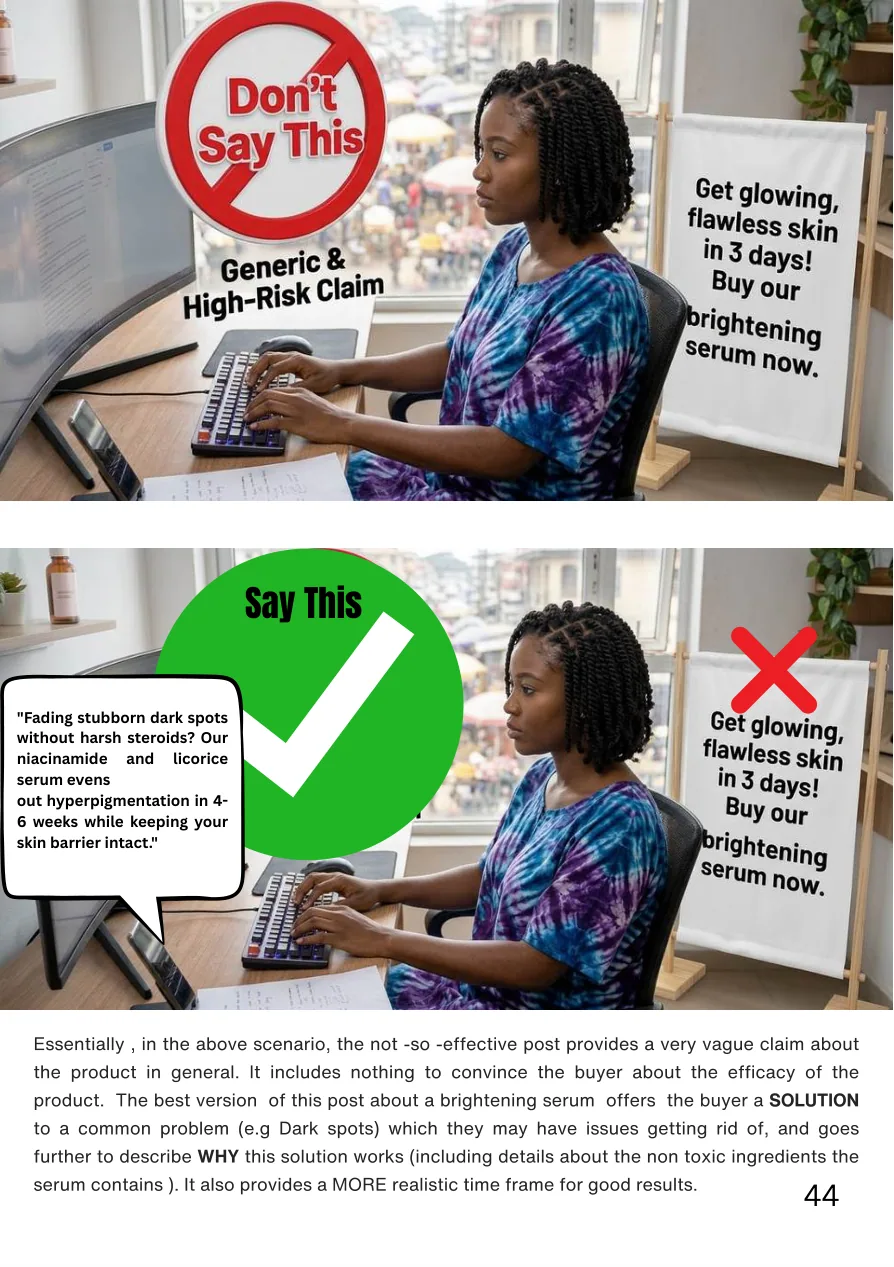 Don't
Say This
Generic &
High-Risk Claim
Get glowing,
flawless skin
in 3 days!
Buy our
brightening
serum now.
Say This
"Fading stubborn dark spots
without harsh steroids? Our
niacinamide and licorice
serum evens
out hyperpigmentation in 4-
6 weeks while keeping your
skin barrier intact."
Get glowing,
flawless skin
in 3 days!
Buy our
brightening
serum now.
Essentially , in the above scenario, the not -so -effective post provides a very vague claim about
the product in general. It includes nothing to convince the buyer about the efficacy of the
product.  The best version  of this post about a brightening serum  offers  the buyer a SOLUTION
to a common problem (e.g Dark spots) which they may have issues getting rid of, and goes
further to describe WHY this solution works (including details about the non toxic ingredients the
serum contains ). It also provides a MORE realistic time frame for good results.
44